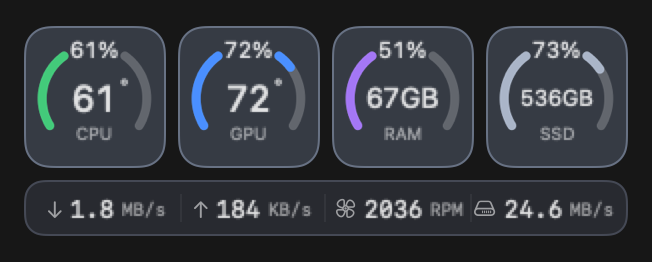 61% 72% 51% 73%
61° 72° 67GB 536GB
CPU GPU RAM SSD
↓ 1.8 MB/s ↑ 184 KB/s 2036 RPM 24.6 MB/s